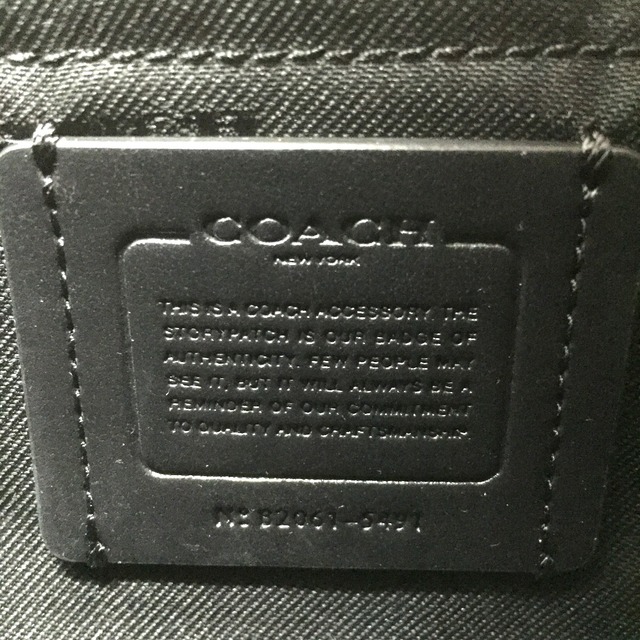 COACH
NEW YORK
THIS IS A COACH ACCESSORY. THE
STORYPATCH IS OUR BADGE OF
AUTHENTICITY. FEW PEOPLE MAY
SEE IT, BUT IT WILL ALWAYS BE A
REMINDER OF OUR COMMITMENT
TO QUALITY AND CRAFTSMANSHIP.
No